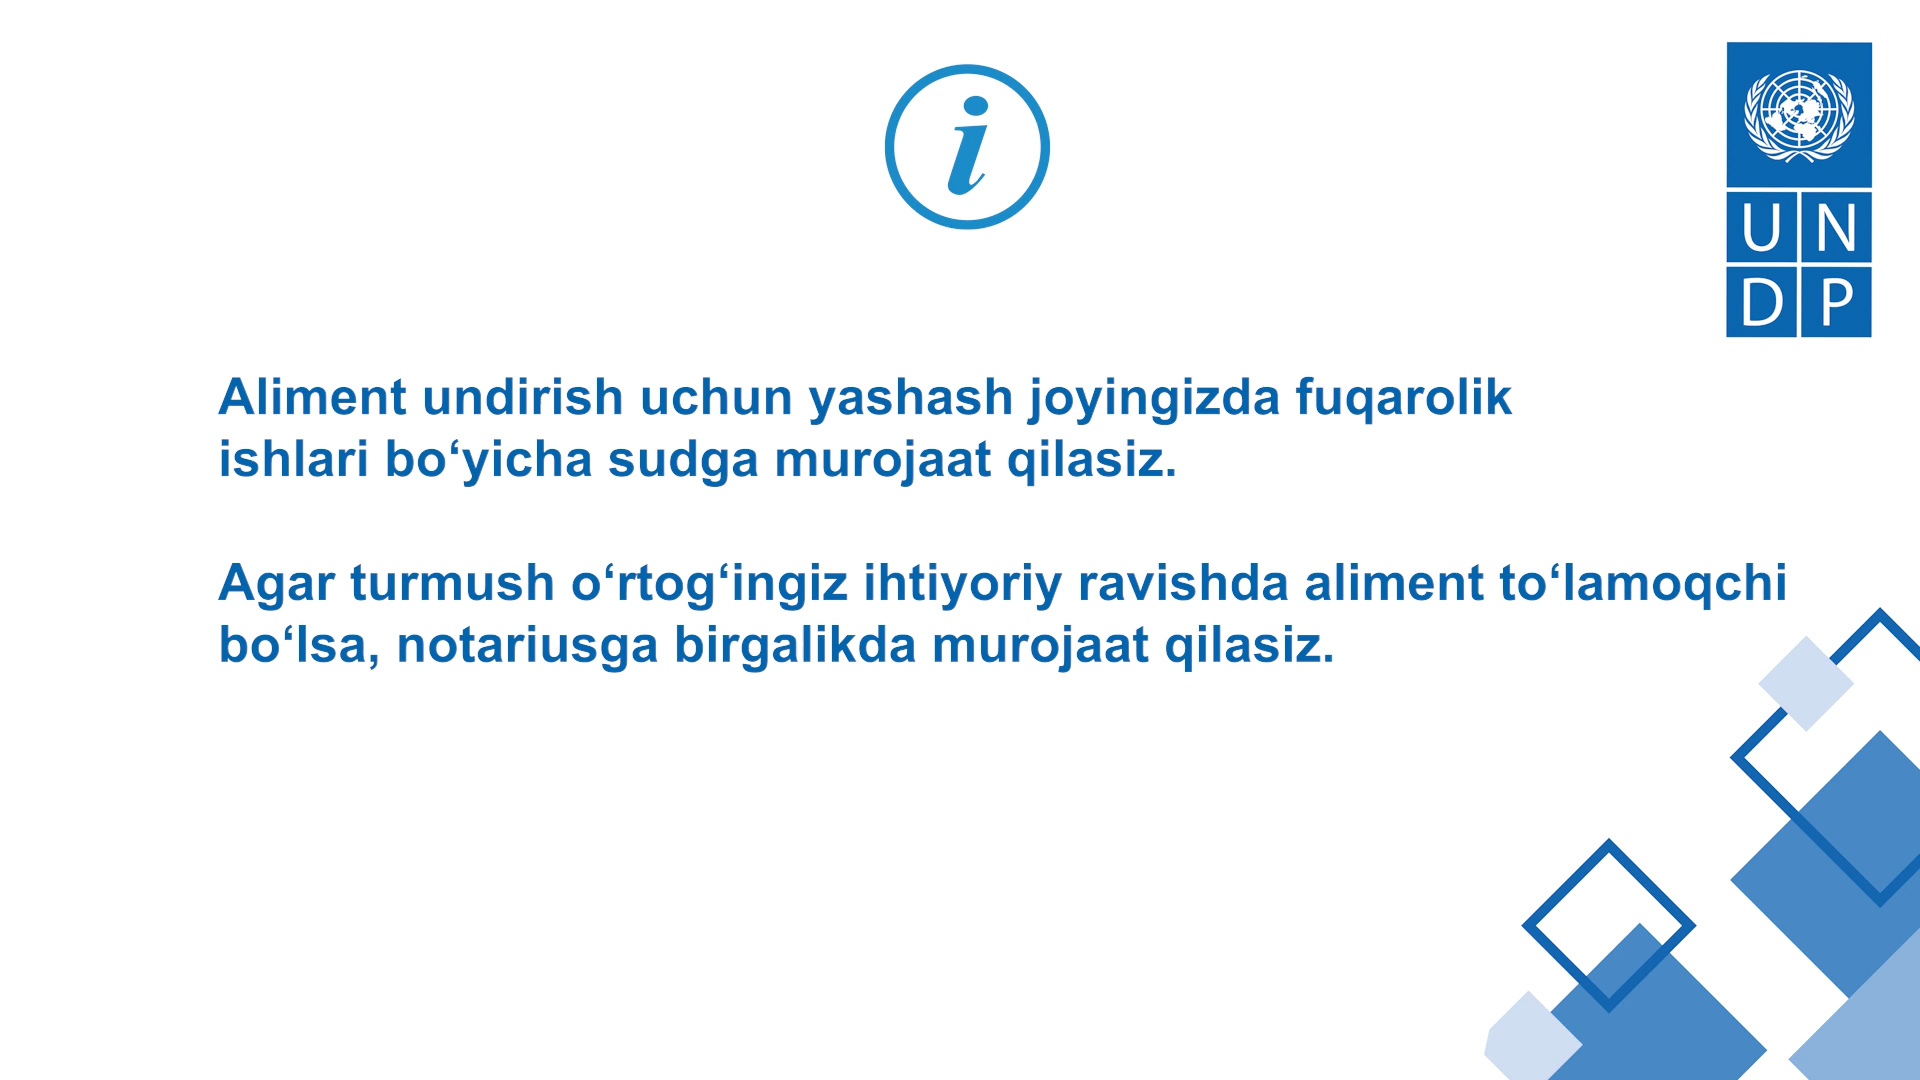 i
U N
D P
Aliment undirish uchun yashash joyingizda fuqarolik
ishlari bo‘yicha sudga murojaat qilasiz.
Agar turmush o‘rtog‘ingiz ihtiyoriy ravishda aliment to‘lamoqchi
bo‘lsa, notariusga birgalikda murojaat qilasiz.